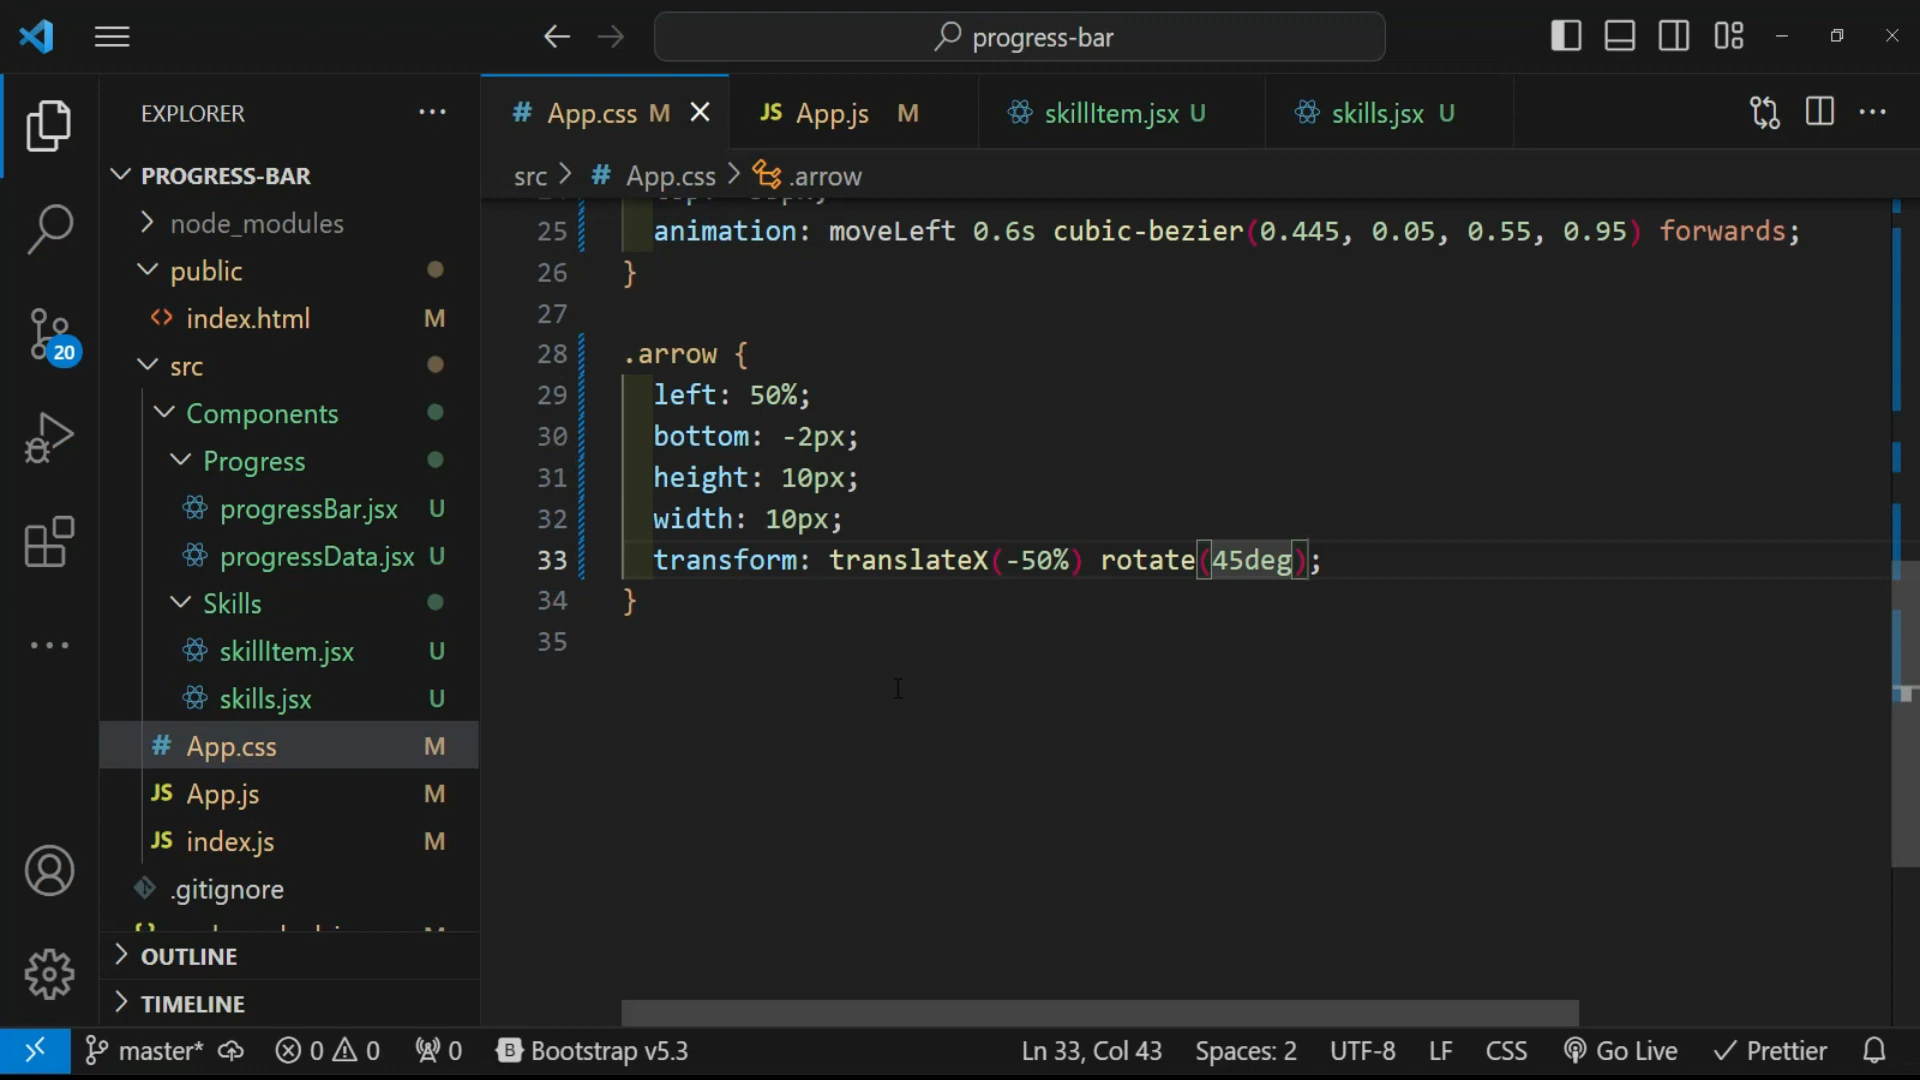 progress-bar
EXPLORER
PROGRESS-BAR
node_modules
public
index.html M
src
Components
Progress
progressBar.jsx U
progressData.jsx U
Skills
skillItem.jsx U
skills.jsx U
# App.css M
JS App.js M
JS index.js M
.gitignore
OUTLINE
TIMELINE
20
# App.css M
JS App.js M
skillItem.jsx U
skills.jsx U
src > # App.css > .arrow
25 animation: moveLeft 0.6s cubic-bezier(0.445, 0.05, 0.55, 0.95) forwards;
26 }
27
28 .arrow {
29 left: 50%;
30 bottom: -2px;
31 height: 10px;
32 width: 10px;
33 transform: translateX(-50%) rotate(45deg);
34 }
35
master* 0 0 0 B Bootstrap v5.3 Ln 33, Col 43 Spaces: 2 UTF-8 LF CSS Go Live Prettier